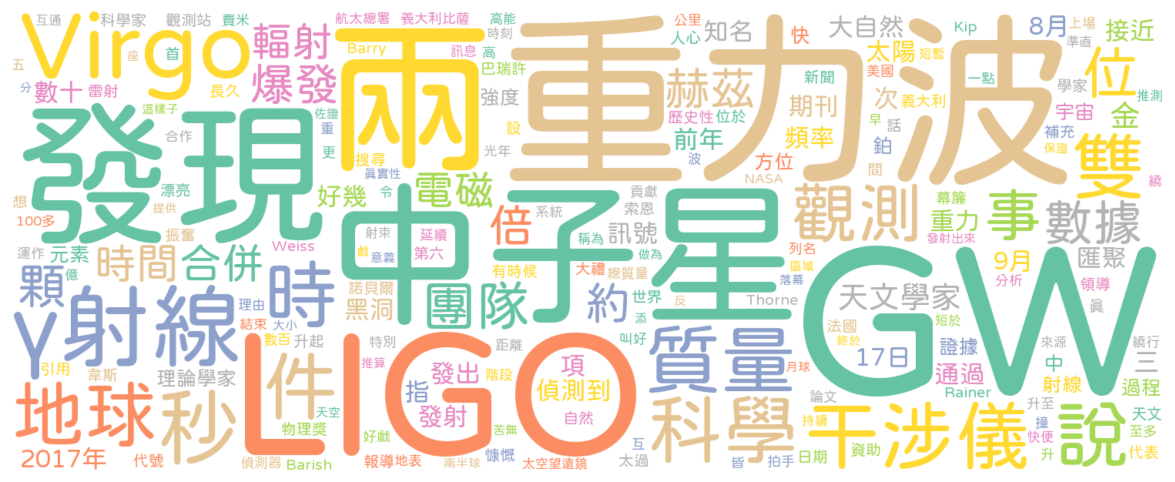 互通 科學家 觀測站 費米 航太總署 義大利比薩 高能 公里 知名 快 大自然 Kip 8月 上場
Virgo 座 首 輻射 Barry 訊息 高 時刻 人心 太陽 短暫 準直 接近
五 分 數十 雷射 長久 爆發 兩 巴瑞許 強度 重力波 赫茲 新聞 美國 一點 位 學家 推測
這樣子 合作 佐證 重 更 設 歷史性 位於 期刊 次 義大利 早 宇宙 金
發現 搜尋 光年 前年 頻率 鉑 話 補充 保證 雙
漂亮 好幾 令 眞實性 電磁 波 方位 NASA 間 繞
想 提供 100多 振奮 射束 戲 延續 倍 系統 貢獻 索恩 中子星 觀測 幕簾 重力 事 數據
運作 元素 Weiss 意義 第六 稱為 訊號 做為 列名 發射出來
億 時間 合併 有時候 大禮 總質量 區域 9月 匯聚
顆 時 諾貝爾 黑洞 團隊 約 世界 落幕 分析 領導 眞
理由 Thorne 反 添 天文學家 GW 短於
γ射線 結束 大小 數百 特別 距離 叫好 法國 終於 證據 來源 繞行
引用 韋斯 理論學家 升起 推算 發出 階段 項 質量 月球 17日 通過 中 三
件 LIGO 指 偵測到 Rainer 射線 過程
地球 秒 天空 物理獎 發射 自然 科學 論文 持續 干涉儀 升至 撞 說 天文 至多
好戲 苦無 互 快便
2017年 代號 偵測器 Barish 報導地表 南半球 慷慨 太空望遠鏡 太過 皆 拍手 日期 資助 升 代表